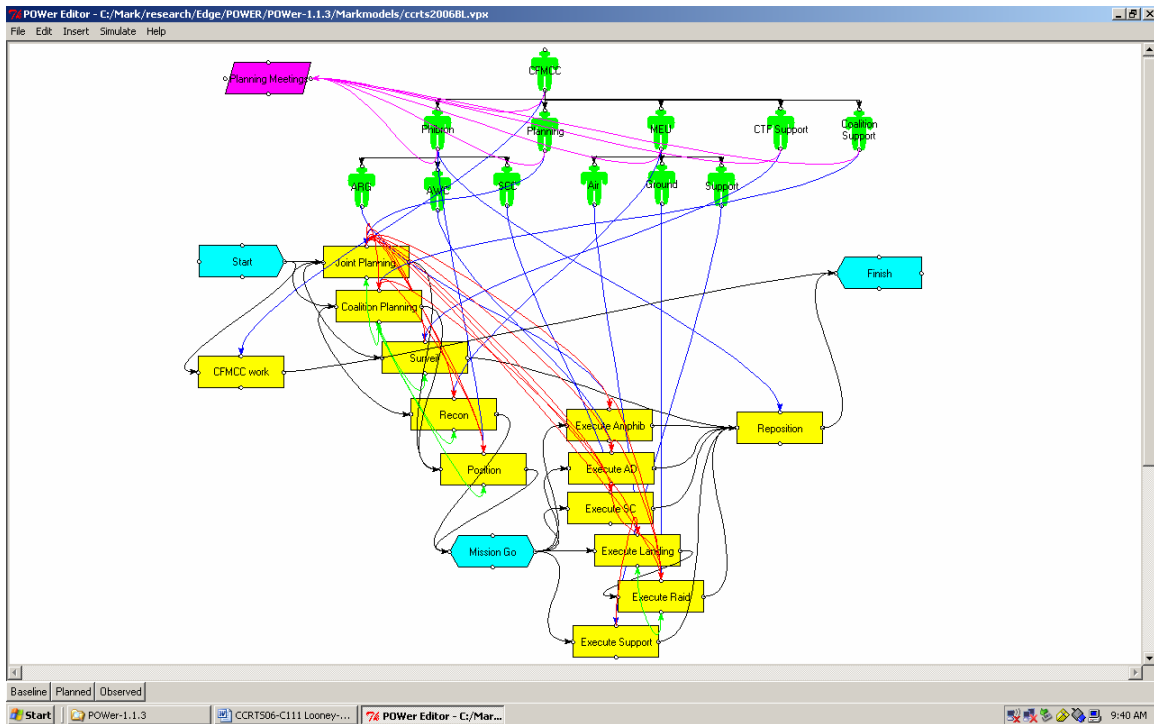 POWer Editor - C:/Mark/research/Edge/POWER/POWer-1.1.3/Markmodels/ccrts2006BL.vpx
File Edit Insert Simulate Help
CFMCC
Planning Meetings
Phibron
Planning
MEU
CTF Support
Coalition
Support
ARG
AWC
SCC
Air
Ground
Support
Start
Joint Planning
Finish
Coalition Planning
Surveil
CFMCC work
Recon
Execute Amphib
Reposition
Position
Execute AD
Execute SC
Mission Go
Execute Landing
Execute Raid
Execute Support
Baseline Planned Observed
Start POWer-1.1.3 CCRTS06-C111 Looney-... POWer Editor - C:/Mar... 9:40 AM